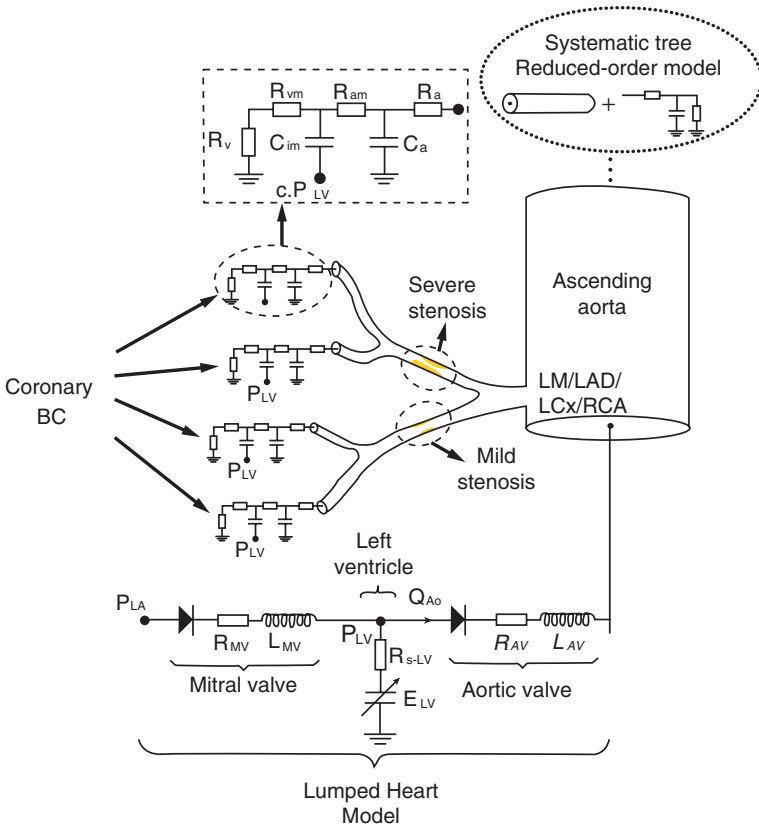 Systematic tree
Reduced-order model
+
Rvm
Ram
Ra
Rv
Cim
Ca
c.P LV
Severe
stenosis
Ascending
aorta
Coronary
BC
PLV
LM/LAD/
LCx/RCA
PLV
Mild
stenosis
PLV
Left
ventricle
PLA
QAo
RMV
LMV
PLV
RAV
LAV
Rs-LV
Mitral valve
Aortic valve
ELV
Lumped Heart
Model